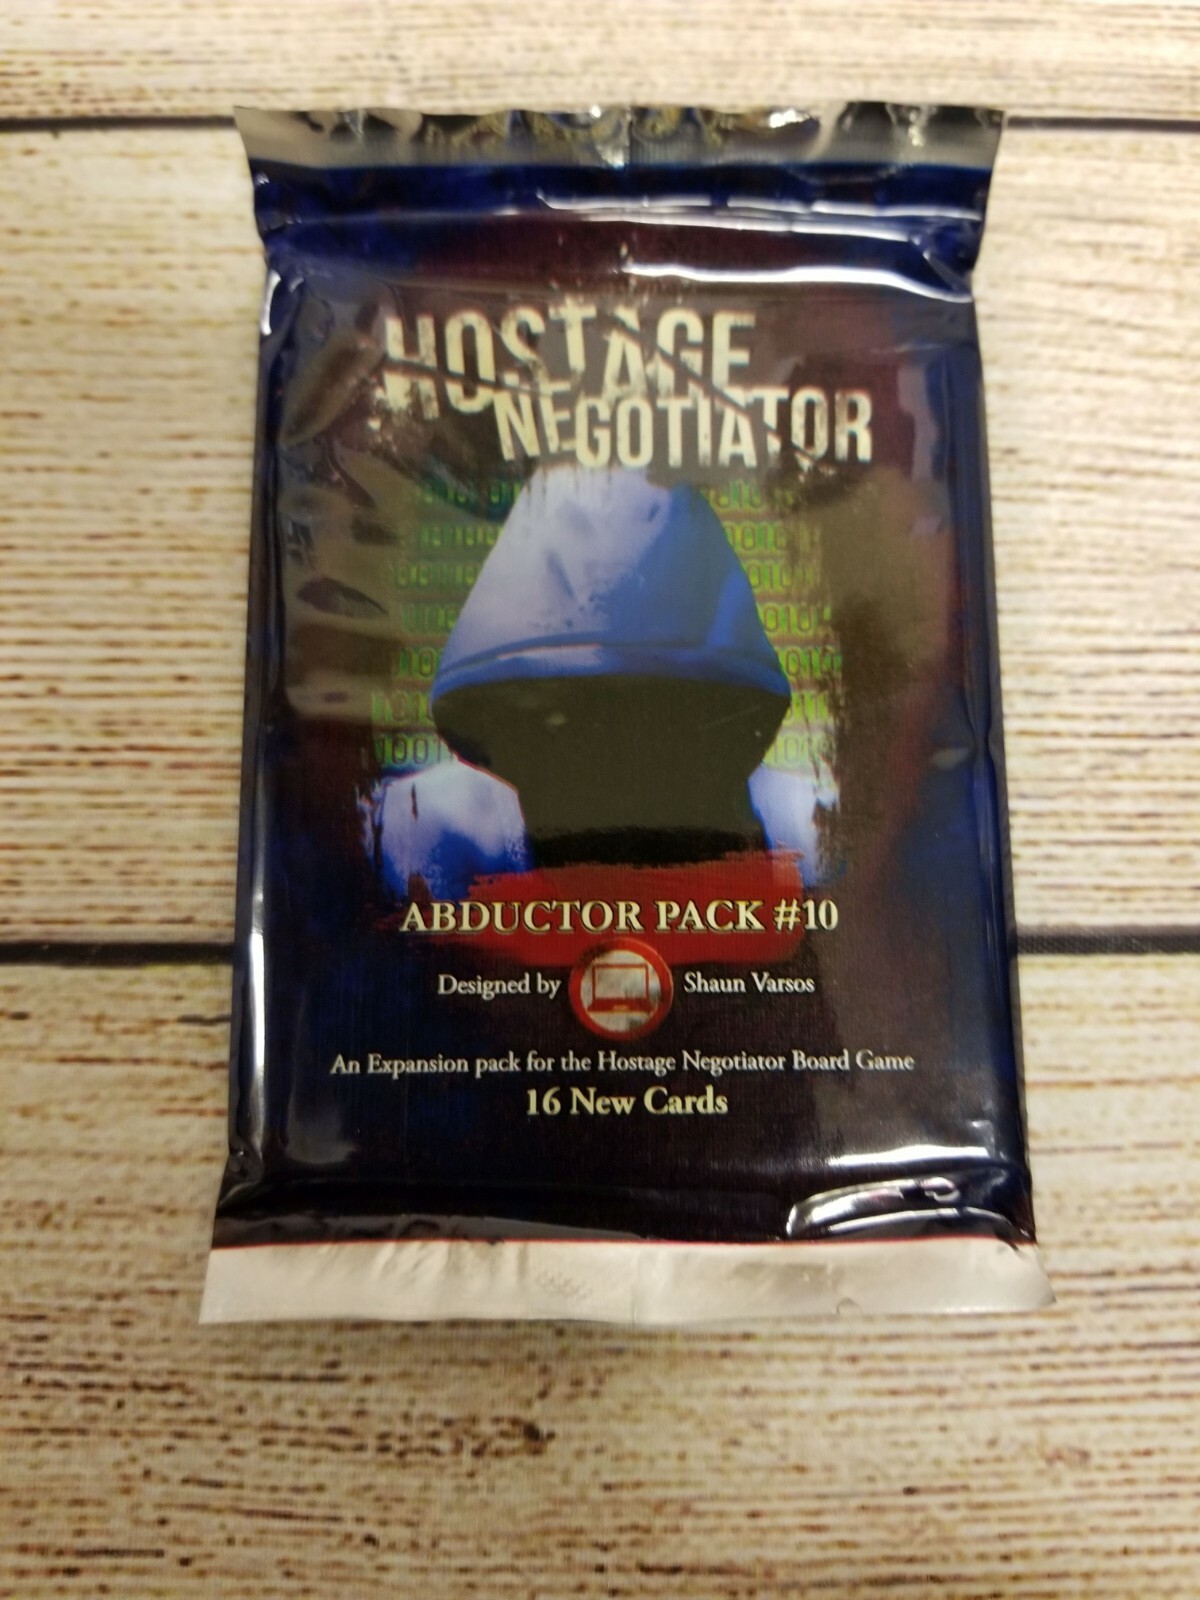 HOSTAGE
NEGOTIATOR
ABDUCTOR PACK #10
Designed by Shaun Varsos
An Expansion pack for the Hostage Negotiator Board Game
16 New Cards